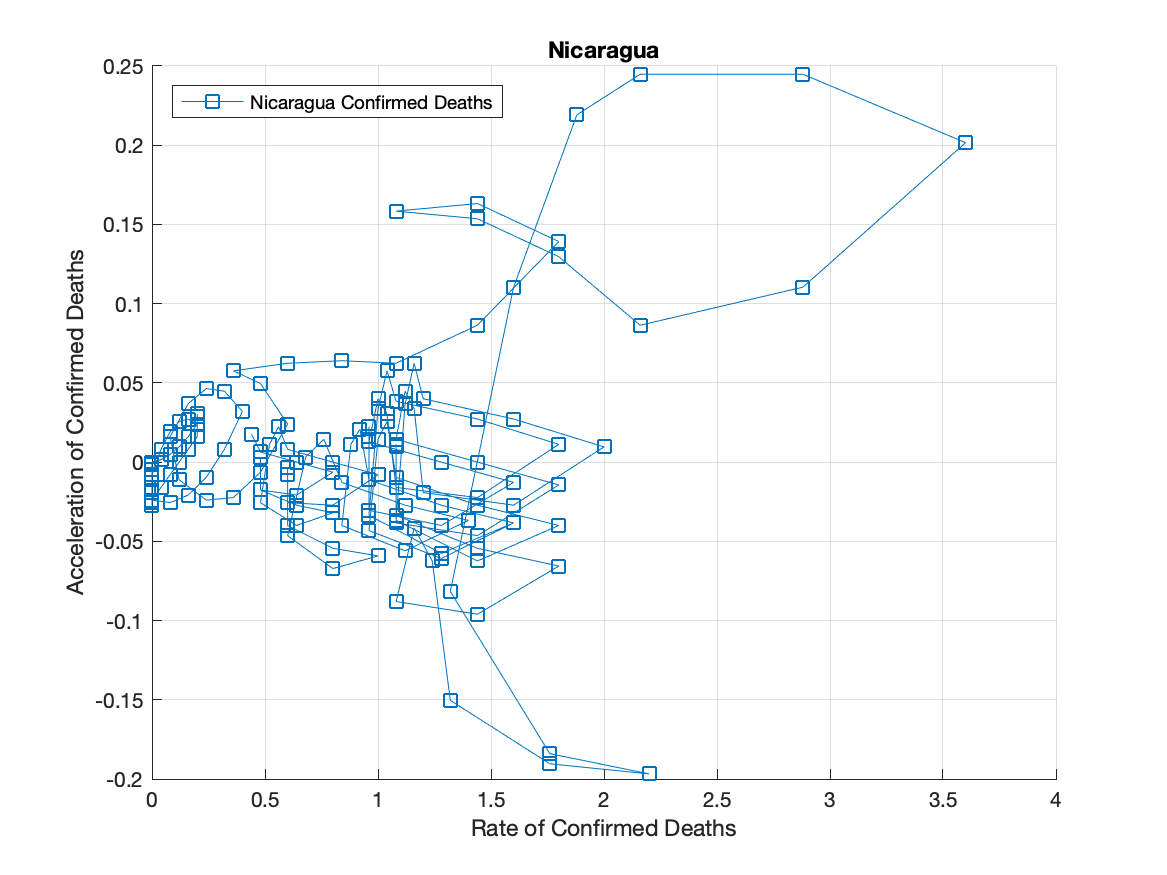 Nicaragua
Nicaragua Confirmed Deaths
Acceleration of Confirmed Deaths
0.25
0.2
0.15
0.1
0.05
0
-0.05
-0.1
-0.15
-0.2
0 0.5 1 1.5 2 2.5 3 3.5 4
Rate of Confirmed Deaths